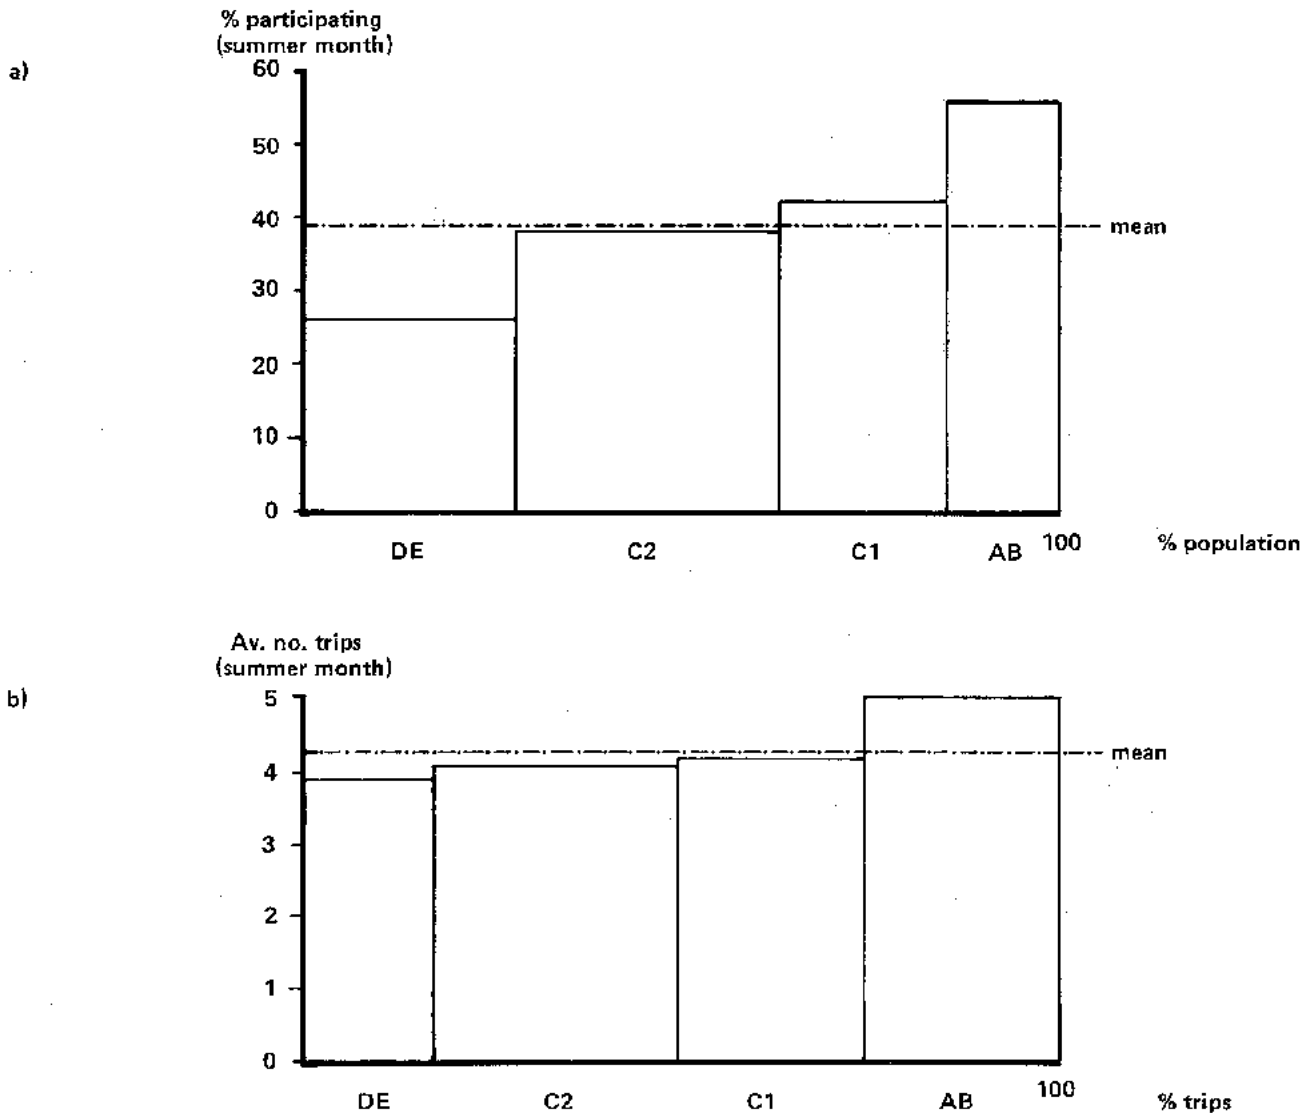 % participating
(summer month)
a)
60
50
40
mean
30
20
10
0
DE C2 C1 AB 100 % population
Av. no. trips
(summer month)
b)
5
mean
4
3
2
1
0
DE C2 C1 AB 100 % trips